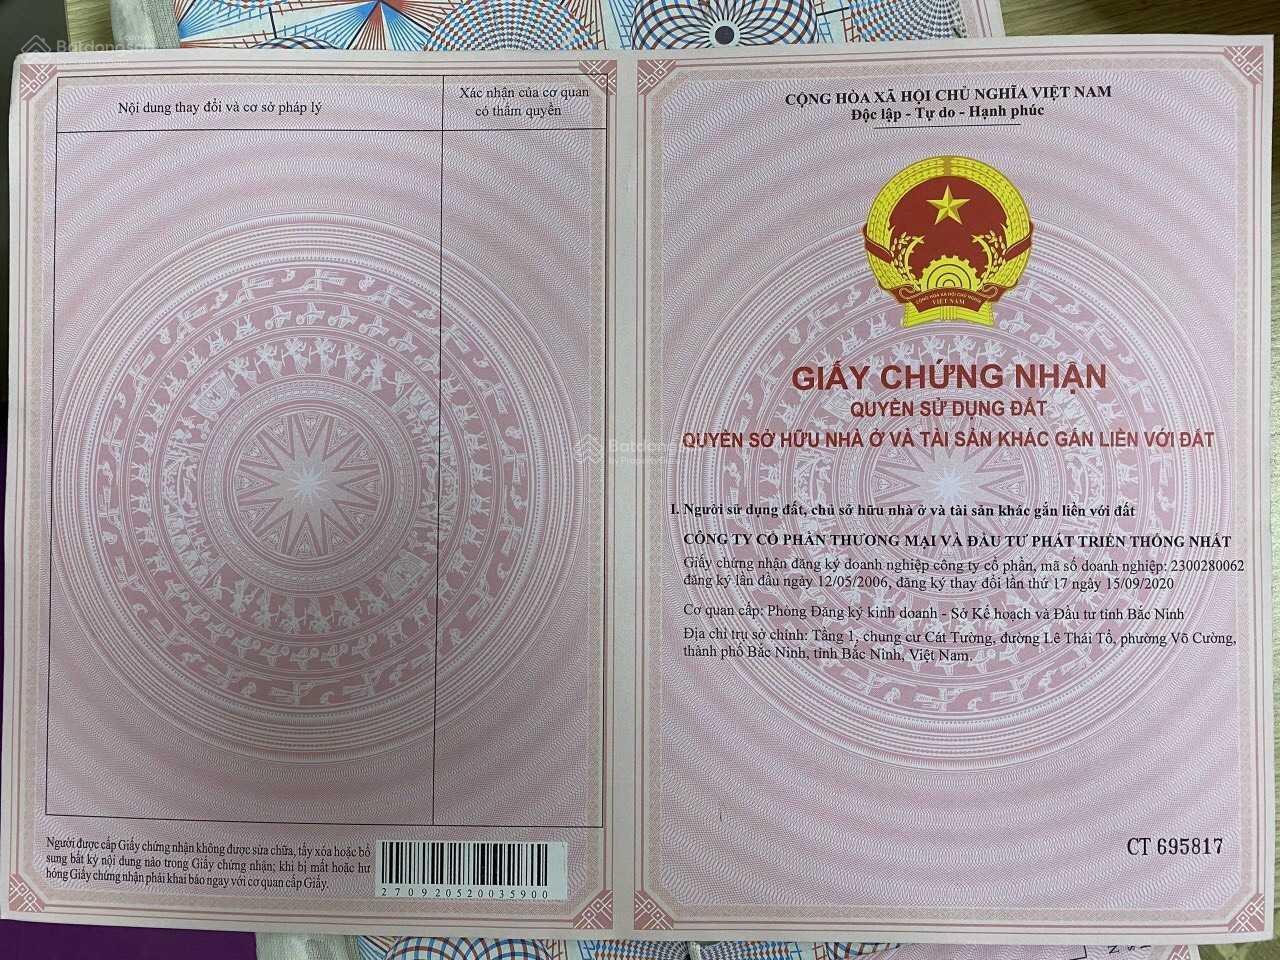 Nội dung thay đổi và cơ sở pháp lý
Xác nhận của cơ quan
có thẩm quyền
Người được cấp Giấy chứng nhận không được sửa chữa, tẩy xóa hoặc bổ
sung bất kỳ nội dung nào trong Giấy chứng nhận; khi bị mất hoặc hư
hỏng Giấy chứng nhận phải khai báo ngay với cơ quan cấp Giấy.
270920520035900
CỘNG HÒA XÃ HỘI CHỦ NGHĨA VIỆT NAM
Độc lập - Tự do - Hạnh phúc
CỘNG HÒA XÃ HỘI CHỦ NGHĨA
VIỆT NAM
GIẤY CHỨNG NHẬN
QUYỀN SỬ DỤNG ĐẤT
QUYỀN SỞ HỮU NHÀ Ở VÀ TÀI SẢN KHÁC GẮN LIỀN VỚI ĐẤT
I. Người sử dụng đất, chủ sở hữu nhà ở và tài sản khác gắn liền với đất
CÔNG TY CỔ PHẦN THƯƠNG MẠI VÀ ĐẦU TƯ PHÁT TRIỂN THỐNG NHẤT
Giấy chứng nhận đăng ký doanh nghiệp công ty cổ phần, mã số doanh nghiệp: 2300280062
đăng ký lần đầu ngày 12/05/2006, đăng ký thay đổi lần thứ 17 ngày 15/09/2020
Cơ quan cấp: Phòng Đăng ký kinh doanh - Sở Kế hoạch và Đầu tư tỉnh Bắc Ninh
Địa chỉ trụ sở chính: Tầng 1, chung cư Cát Tường, đường Lê Thái Tổ, phường Võ Cường,
thành phố Bắc Ninh, tỉnh Bắc Ninh, Việt Nam.
CT 695817